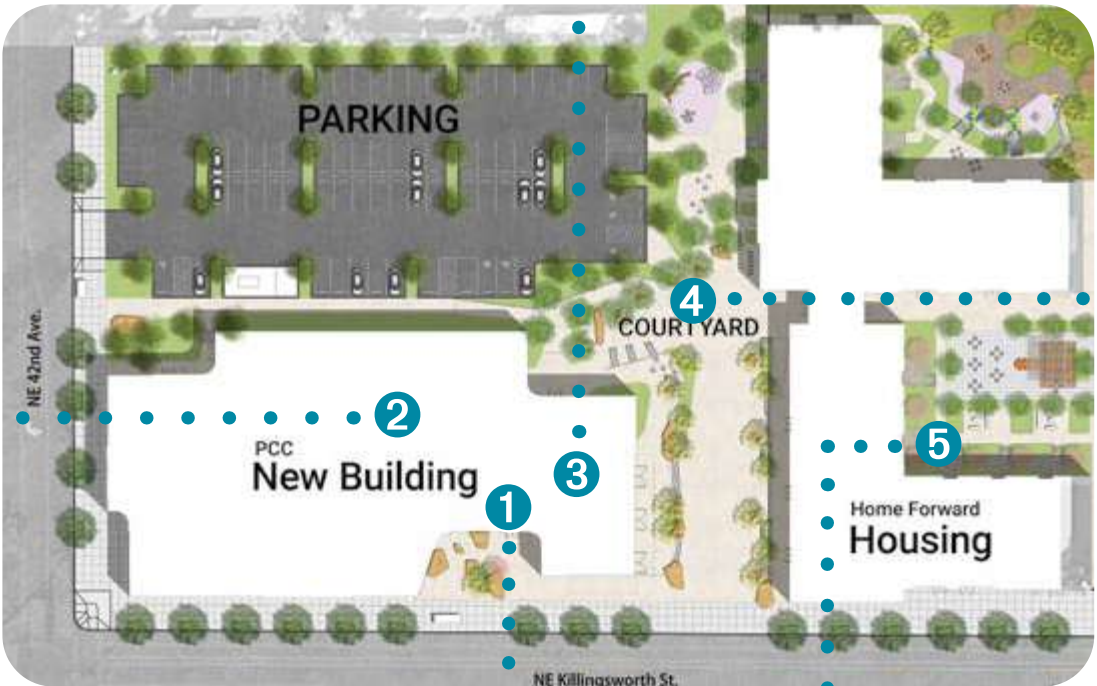 PARKING
4
COURTYARD
NE 42nd Ave.
2
PCC
New Building
3
1
5
Home Forward
Housing
NE Killingsworth St.